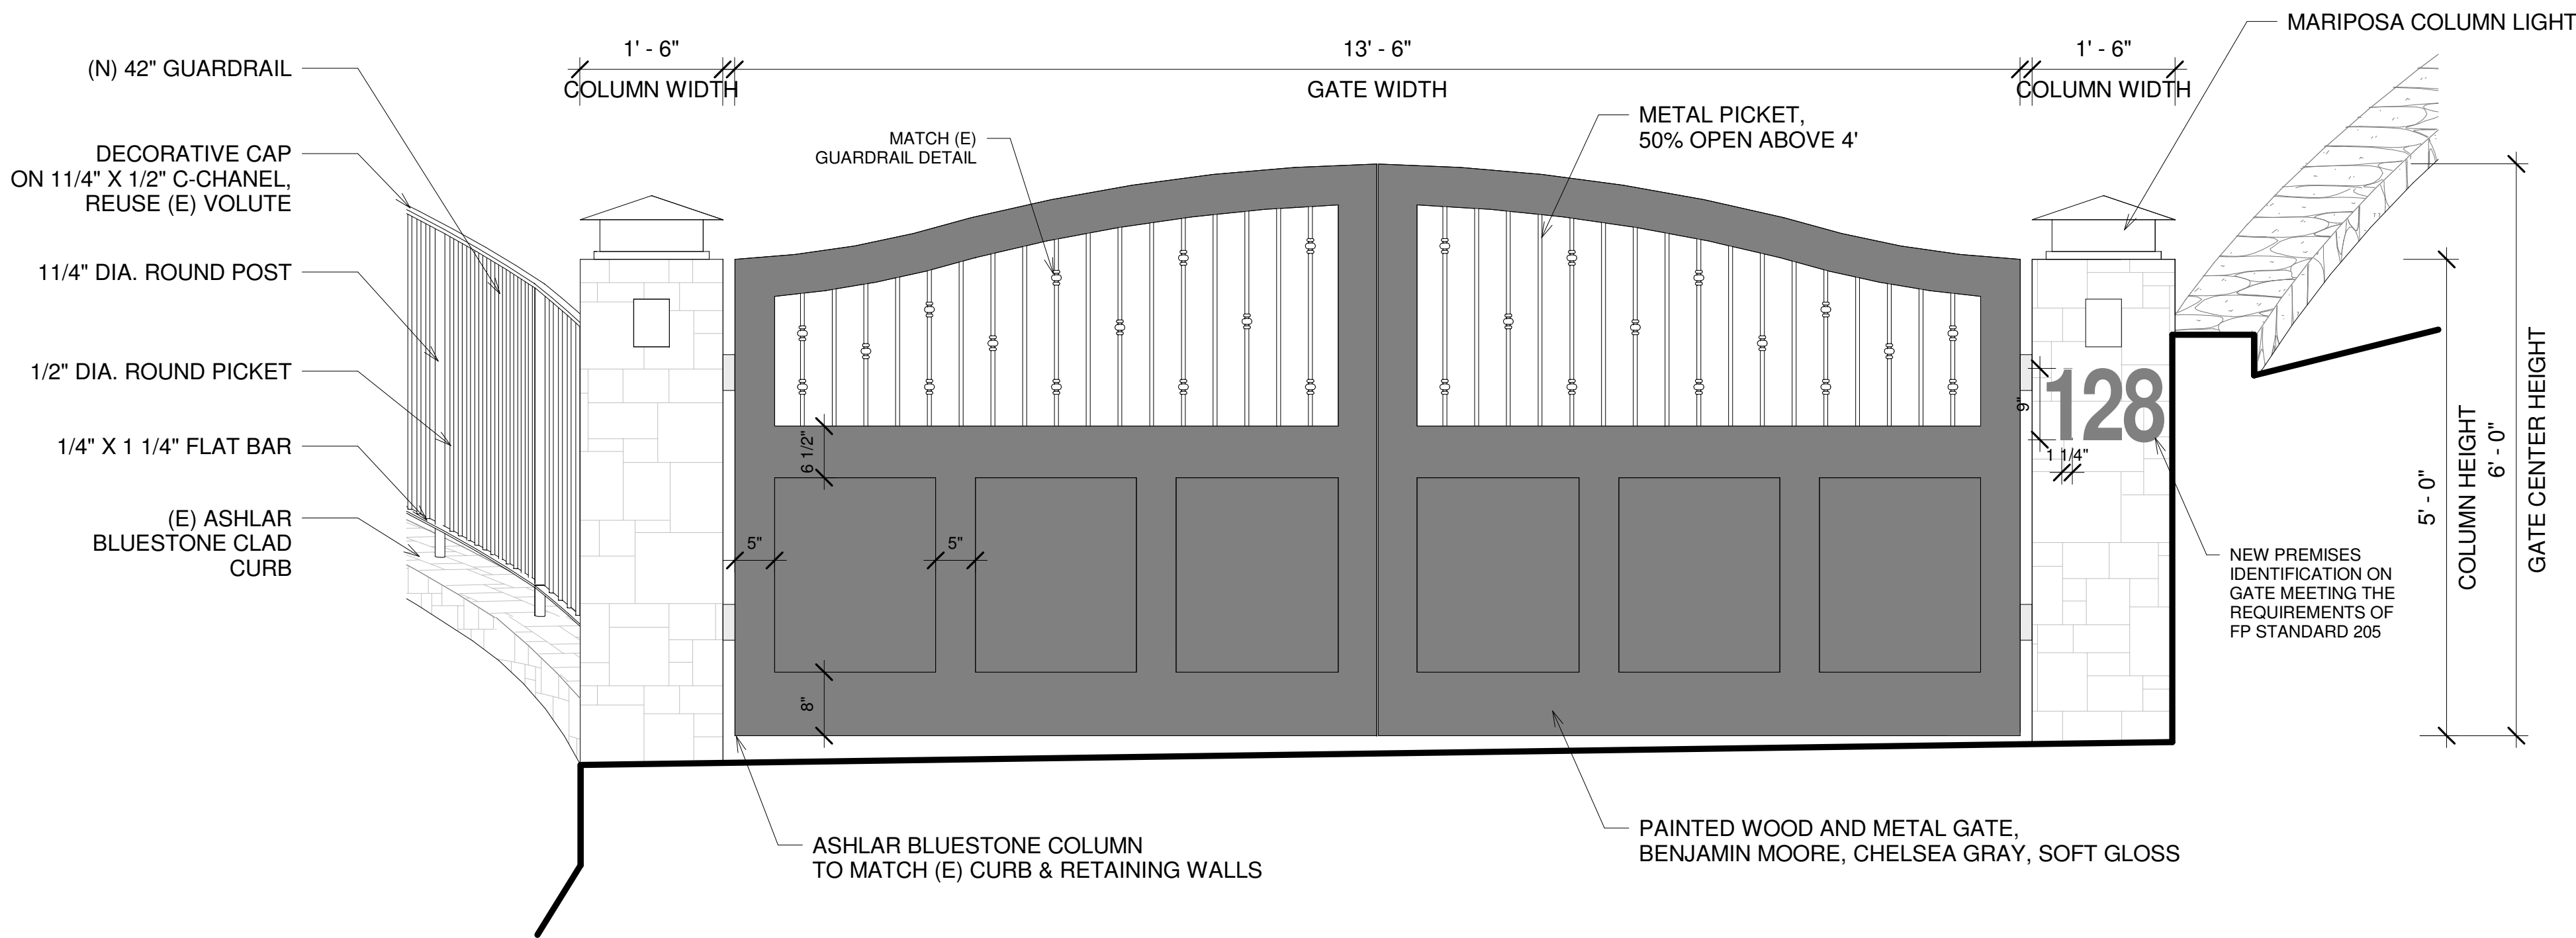 MARIPOSA COLUMN LIGHT
1' - 6"
COLUMN WIDTH
13' - 6"
GATE WIDTH
1' - 6"
COLUMN WIDTH
(N) 42" GUARDRAIL
DECORATIVE CAP
ON 11/4" X 1/2" C-CHANEL,
REUSE (E) VOLUTE
11/4" DIA. ROUND POST
1/2" DIA. ROUND PICKET
1/4" X 1 1/4" FLAT BAR
(E) ASHLAR
BLUESTONE CLAD
CURB
MATCH (E)
GUARDRAIL DETAIL
METAL PICKET,
50% OPEN ABOVE 4'
6 1/2"
5"
5"
8"
9"
128
1 1/4"
5' - 0"
COLUMN HEIGHT
6' - 0"
GATE CENTER HEIGHT
NEW PREMISES
IDENTIFICATION ON
GATE MEETING THE
REQUIREMENTS OF
FP STANDARD 205
ASHLAR BLUESTONE COLUMN
TO MATCH (E) CURB & RETAINING WALLS
PAINTED WOOD AND METAL GATE,
BENJAMIN MOORE, CHELSEA GRAY, SOFT GLOSS